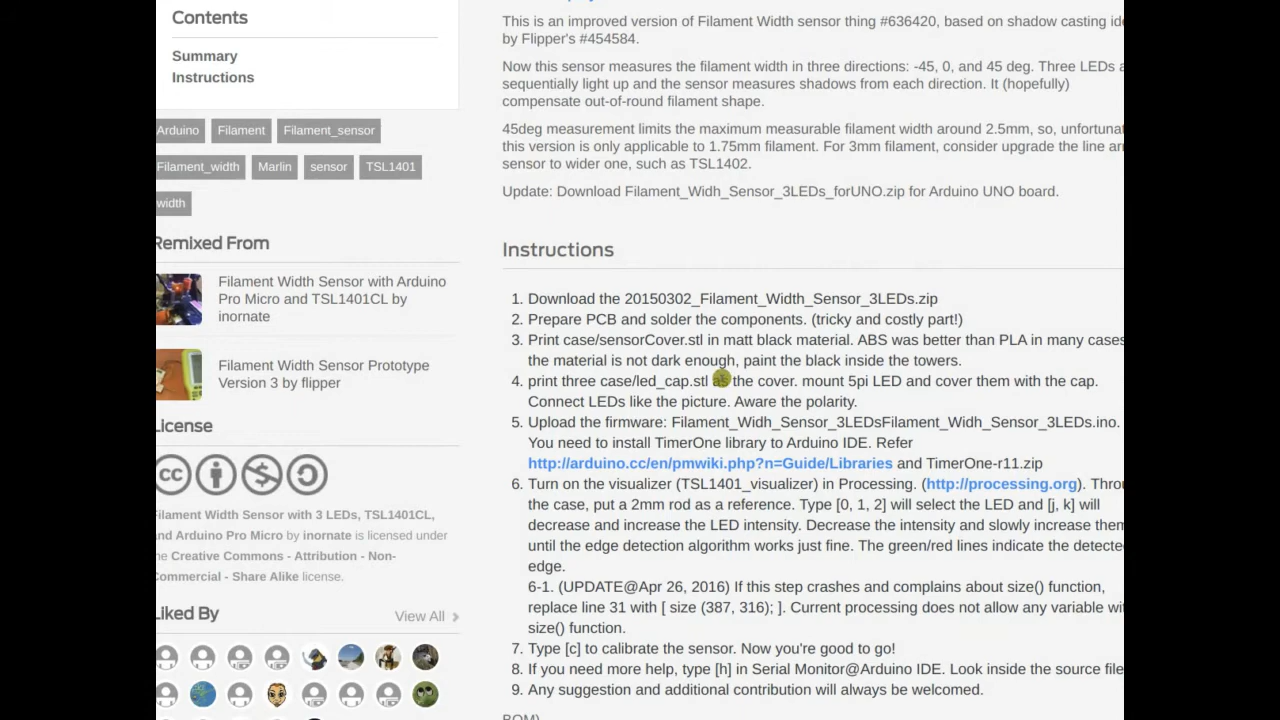 Contents
Summary
Instructions
Arduino
Filament
Filament_sensor
Filament_width
Marlin
sensor
TSL1401
width
Remixed From
Filament Width Sensor with Arduino
Pro Micro and TSL1401CL by
inornate
Filament Width Sensor Prototype
Version 3 by flipper
License
cc
Filament Width Sensor with 3 LEDs, TSL1401CL,
and Arduino Pro Micro by inornate is licensed under
the Creative Commons - Attribution - Non-
Commercial - Share Alike license.
Liked By
View All
This is an improved version of Filament Width sensor thing #636420, based on shadow casting
by Flipper's #454584.
Now this sensor measures the filament width in three directions: -45, 0, and 45 deg. Three LEDs
sequentially light up and the sensor measures shadows from each direction. It (hopefully)
compensate out-of-round filament shape.
45deg measurement limits the maximum measurable filament width around 2.5mm, so, unfortunat
this version is only applicable to 1.75mm filament. For 3mm filament, consider upgrade the line
sensor to wider one, such as TSL1402.
Update: Download Filament_Widh_Sensor_3LEDs_forUNO.zip for Arduino UNO board.
Instructions
1. Download the 20150302_Filament_Width_Sensor_3LEDs.zip
2. Prepare PCB and solder the components. (tricky and costly part!)
3. Print case/sensorCover.stl in matt black material. ABS was better than PLA in many cases
the material is not dark enough, paint the black inside the towers.
4. print three case/led_cap.stl as the cover. mount 5pi LED and cover them with the cap.
Connect LEDs like the picture. Aware the polarity.
5. Upload the firmware: Filament_Widh_Sensor_3LEDsFilament_Widh_Sensor_3LEDs.ino.
You need to install TimerOne library to Arduino IDE. Refer
http://arduino.cc/en/pmwiki.php?n=Guide/Libraries and TimerOne-r11.zip
6. Turn on the visualizer (TSL1401_visualizer) in Processing. (http://processing.org). Throu
the case, put a 2mm rod as a reference. Type [0, 1, 2] will select the LED and [j, k] will
decrease and increase the LED intensity. Decrease the intensity and slowly increase them
until the edge detection algorithm works just fine. The green/red lines indicate the detecte
edge.
6-1. (UPDATE@Apr 26, 2016) If this step crashes and complains about size() function,
replace line 31 with [ size (387, 316); ]. Current processing does not allow any variable wi
size() function.
7. Type [c] to calibrate the sensor. Now you're good to go!
8. If you need more help, type [h] in Serial Monitor@Arduino IDE. Look inside the source file
9. Any suggestion and additional contribution will always be welcomed.
BOM)